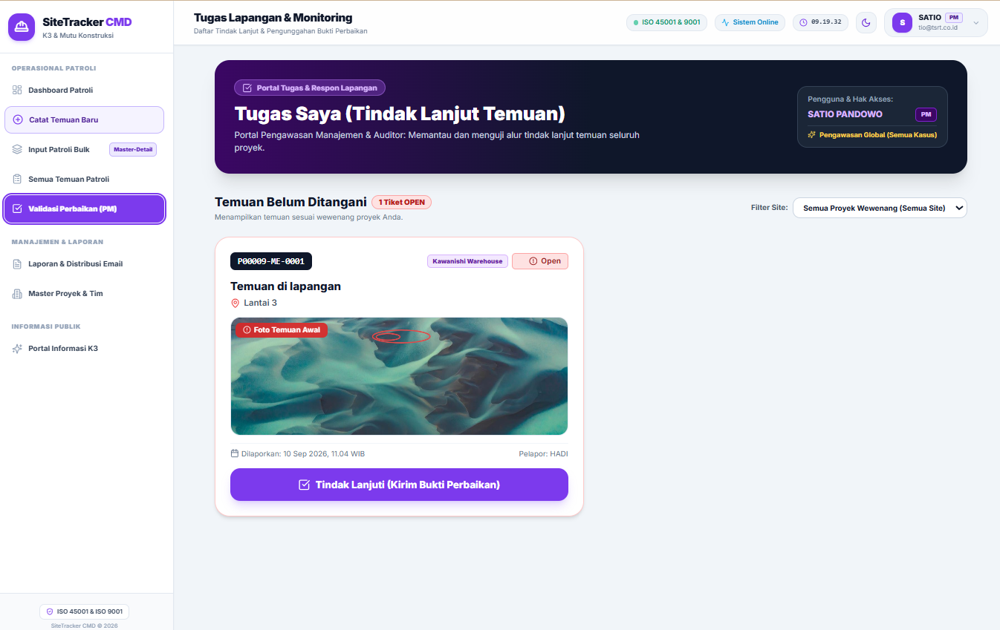 SiteTracker CMD
K3 & Mutu Konstruksi
OPERASIONAL PATROLI
Dashboard Patroli
Catat Temuan Baru
Input Patroli Bulk
Master-Detail
Semua Temuan Patroli
Validasi Perbaikan (PM)
MANAJEMEN & LAPORAN
Laporan & Distribusi Email
Master Proyek & Tim
INFORMASI PUBLIK
Portal Informasi K3
ISO 45001 & ISO 9001
SiteTracker CMD © 2026
Tugas Lapangan & Monitoring
Daftar Tindak Lanjut & Pengunggahan Bukti Perbaikan
ISO 45001 & 9001
Sistem Online
09.19.32
S
SATIO PM
tio@tsrt.co.id
Portal Tugas & Respon Lapangan
Tugas Saya (Tindak Lanjut Temuan)
Portal Pengawasan Manajemen & Auditor: Memantau dan menguji alur tindak lanjut temuan seluruh
proyek.
Pengguna & Hak Akses:
SATIO PANDOWO PM
Pengawasan Global (Semua Kasus)
Temuan Belum Ditangani 1 Tiket OPEN
Menampilkan temuan sesuai wewenang proyek Anda.
Filter Site: Semua Proyek Wewenang (Semua Site)
P00009-ME-0001 Kawanishi Warehouse Open
Temuan di lapangan
Lantai 3
Foto Temuan Awal
Dilaporkan: 10 Sep 2026, 11.04 WIB Pelapor: HADI
Tindak Lanjuti (Kirim Bukti Perbaikan)